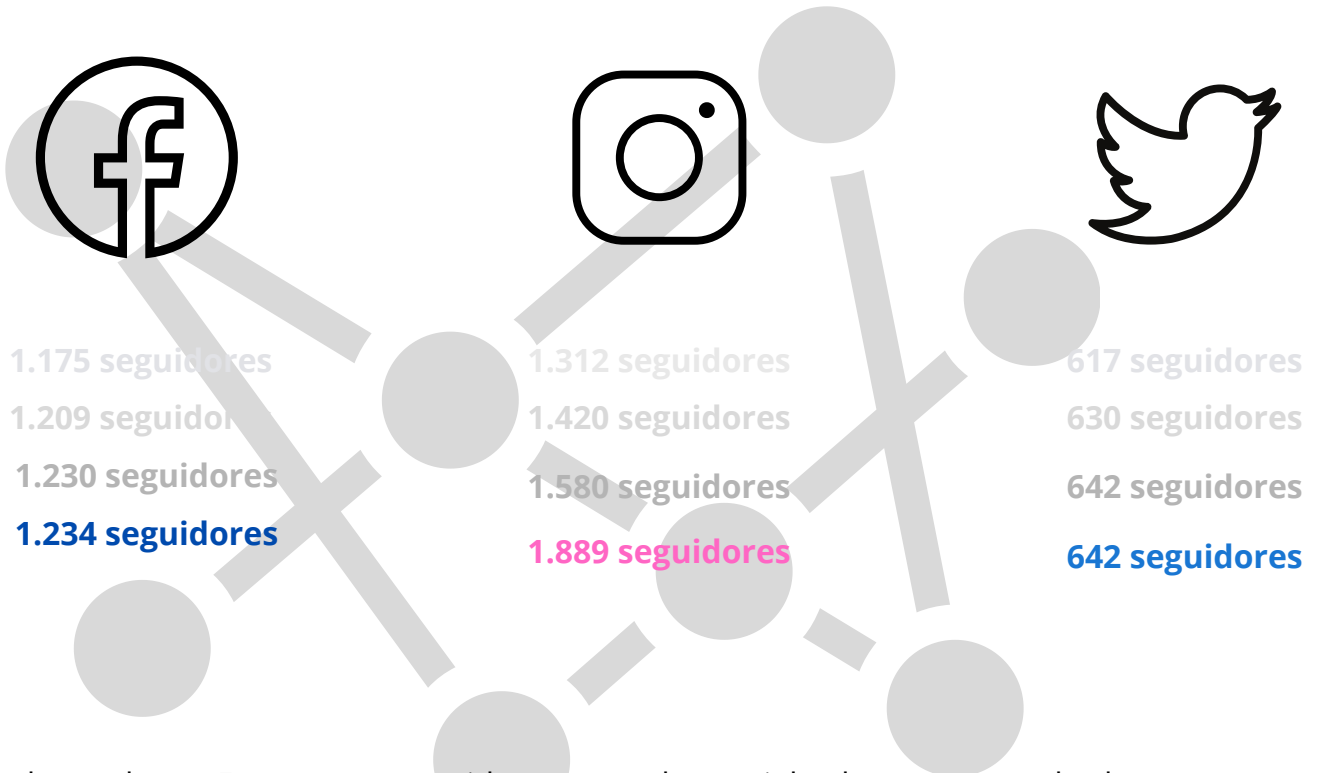 1.175 seguidores
1.209 seguidor
1.230 seguidores
1.234 seguidores
1.312 seguidores
1.420 seguidores
1.580 seguidores
1.889 seguidores
617 seguidores
630 seguidores
642 seguidores
642 seguidores